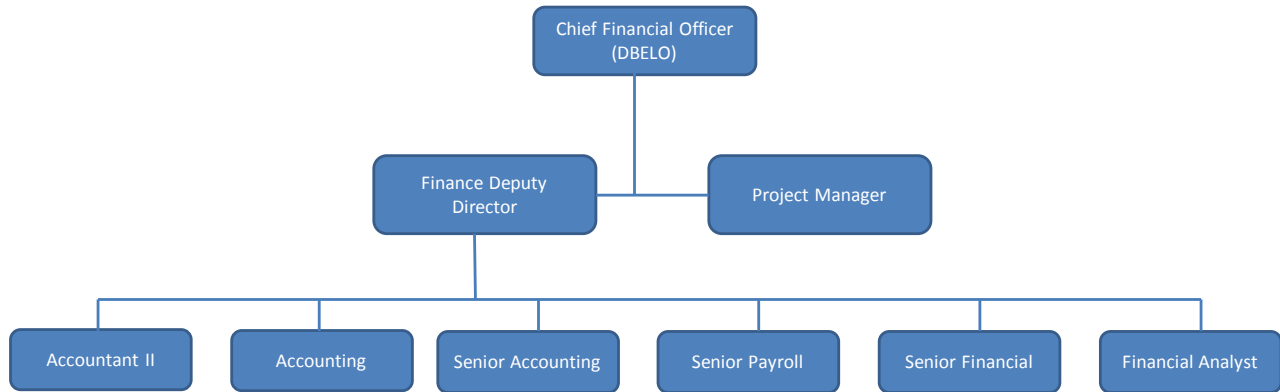 Chief Financial Officer
(DBELO)
Finance Deputy
Director
Project Manager
Accountant II
Accounting
Senior Accounting
Senior Payroll
Senior Financial
Financial Analyst